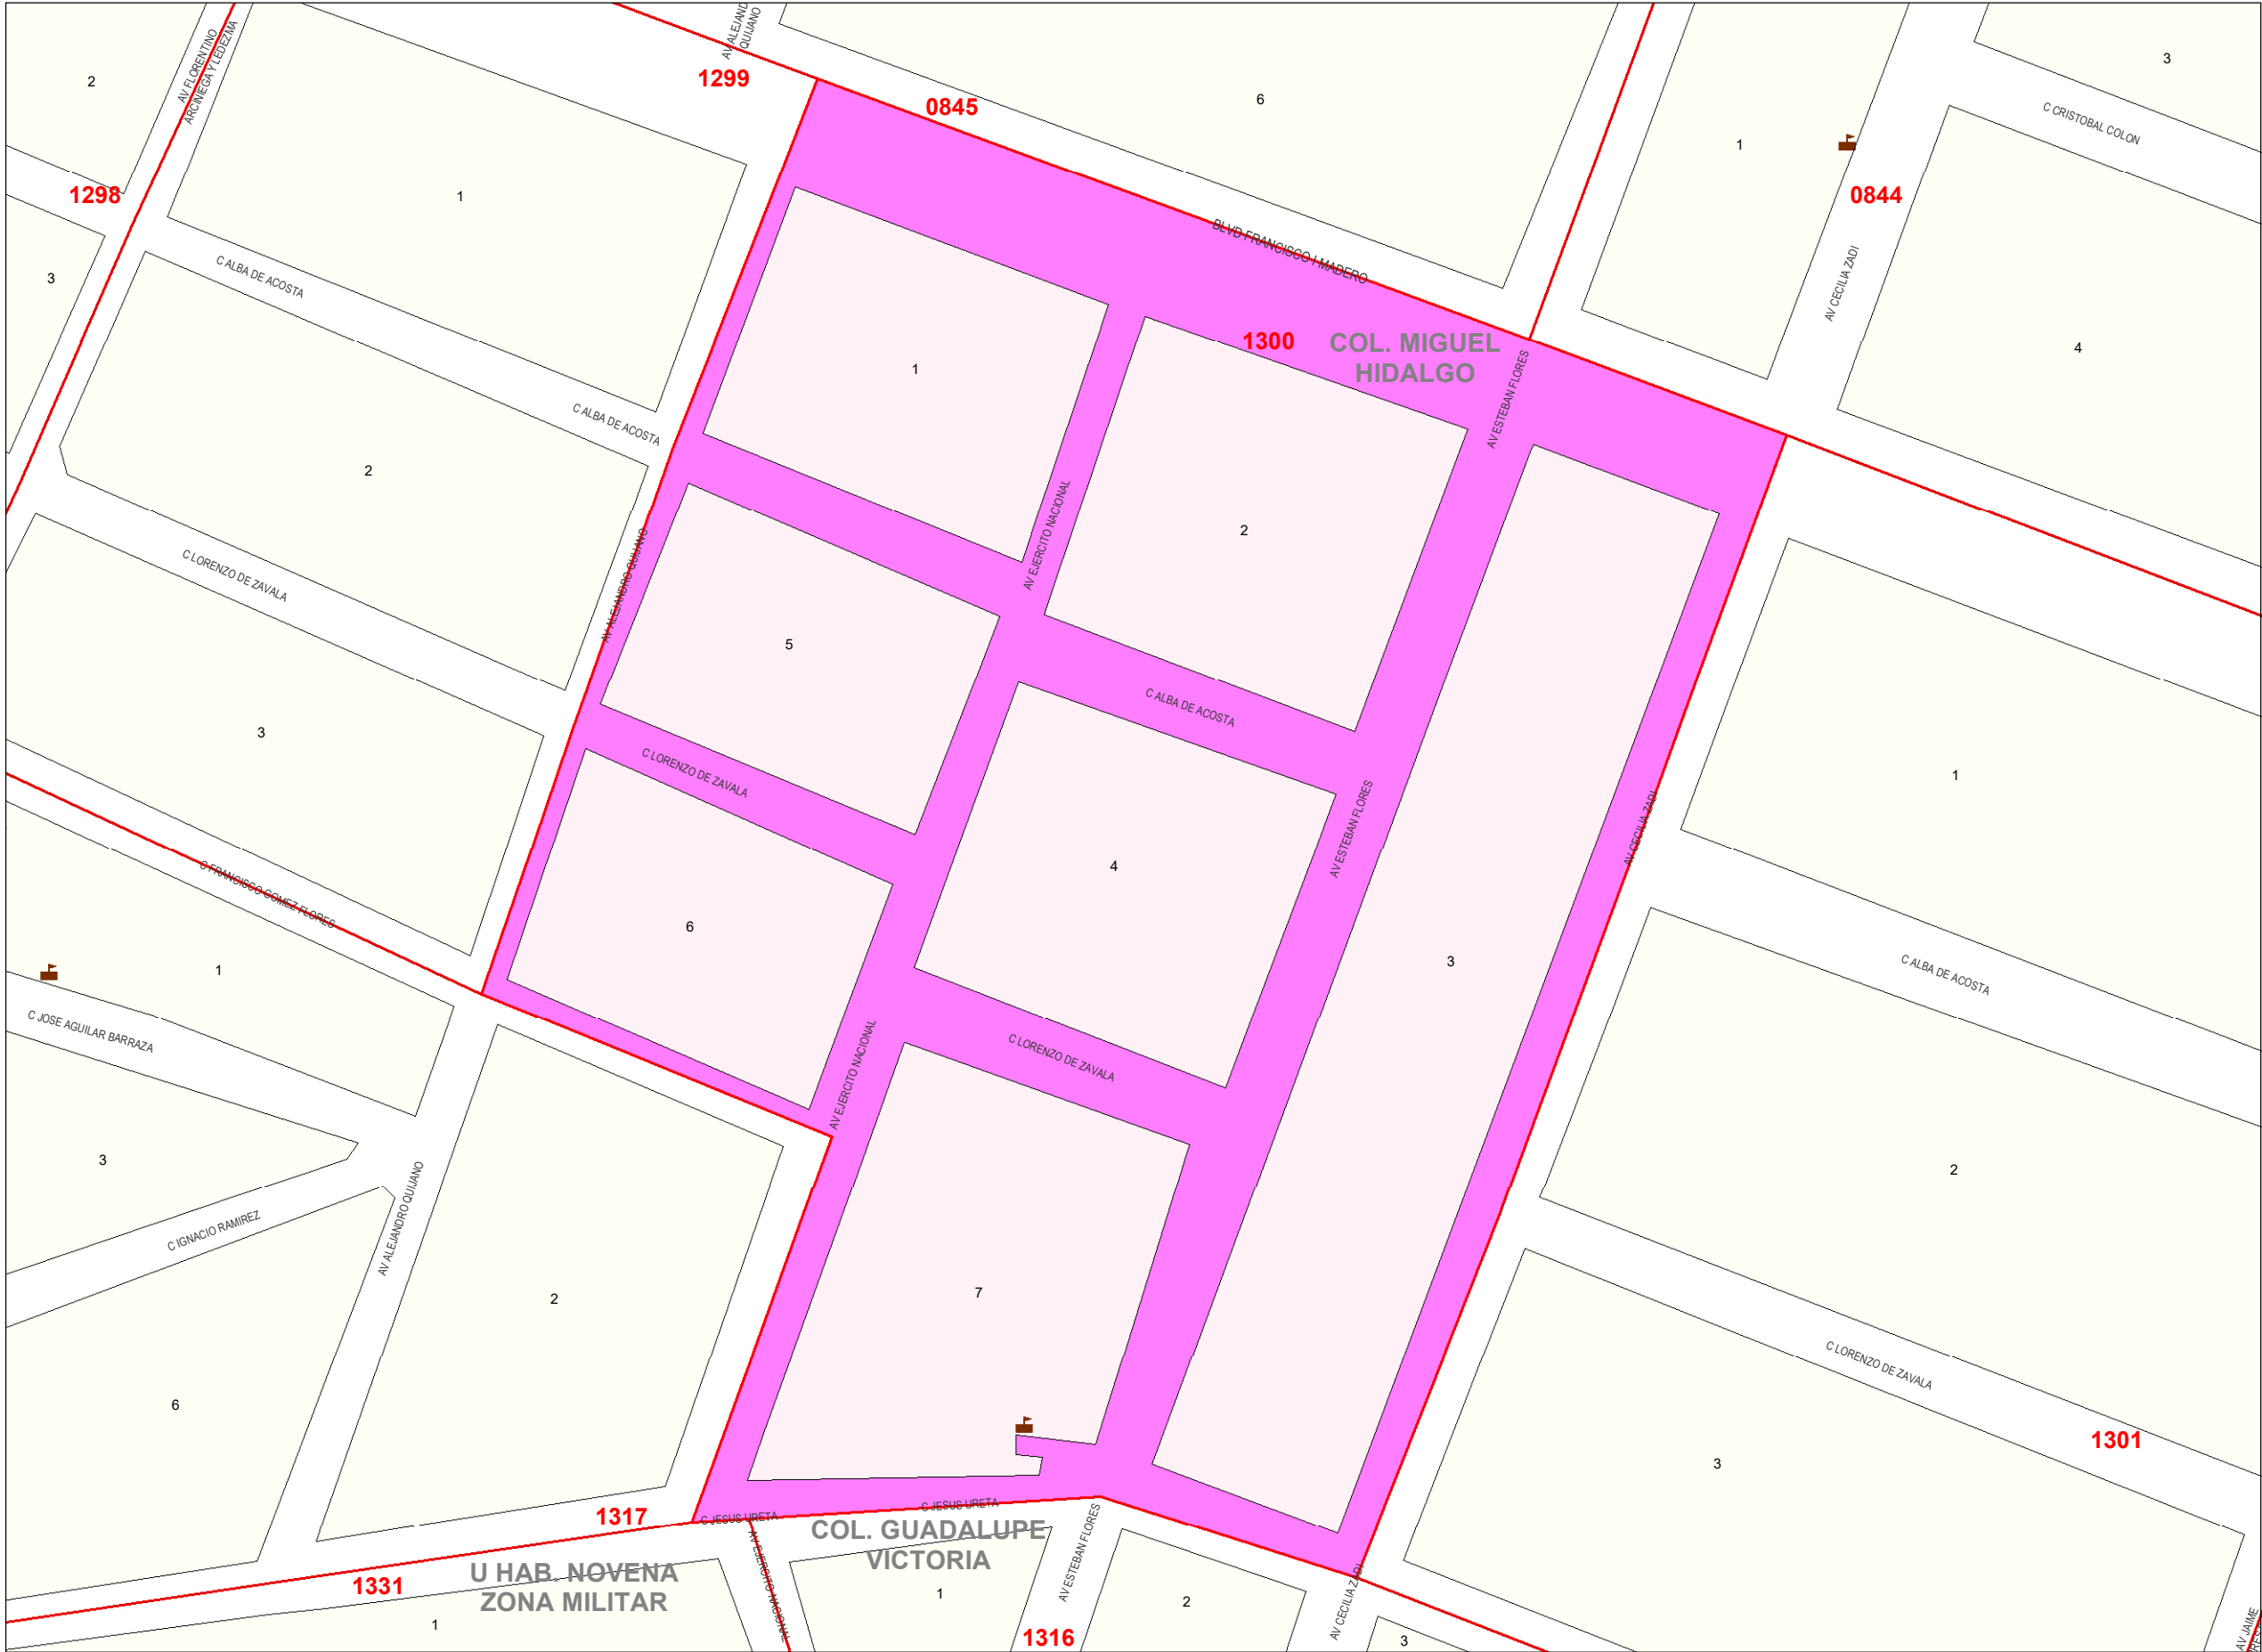 AV FLORENTINO
ARCINIEGA Y LEDEZMA
AV ALEJAND
QUIJANO
1299
0845
6
3
2
C CRISTOBAL COLON
1
1298
1
0844
BLVD FRANCISCO I MADERO
AV CECILIA ZADI
3
C ALBA DE ACOSTA
1300
COL. MIGUEL
HIDALGO
4
1
AV ESTEBAN FLORES
C ALBA DE ACOSTA
2
AV EJERCITO NACIONAL
2
C LORENZO DE ZAVALA
AV ALEJANDRO QUIJANO
5
C ALBA DE ACOSTA
3
C LORENZO DE ZAVALA
1
AV ESTEBAN FLORES
AV CECILIA ZADI
4
C FRANCISCO GOMEZ FLORES
6
3
1
C ALBA DE ACOSTA
C JOSE AGUILAR BARRAZA
C LORENZO DE ZAVALA
AV EJERCITO NACIONAL
3
2
AV ALEJANDRO QUIJANO
C IGNACIO RAMIREZ
7
2
C LORENZO DE ZAVALA
6
1301
3
C JESUS URETA
C JESUS URETA
1317
COL. GUADALUPE
VICTORIA
AV ESTEBAN FLORES
U HAB. NOVENA
ZONA MILITAR
1331
AV EJERCITO NACIONAL
AV CECILIA ZADI
1
2
1
1316
3
AV JAIME